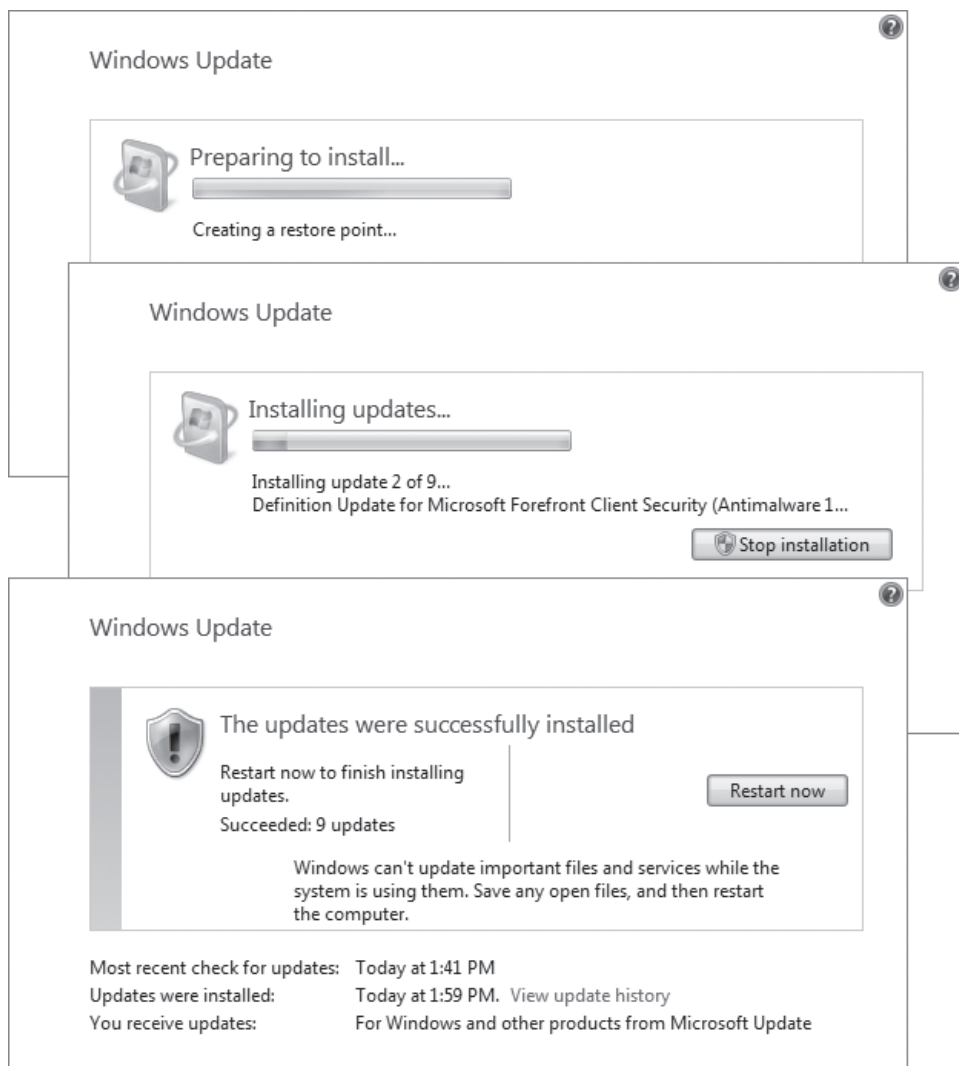 Windows Update
Preparing to install...
Creating a restore point...
Windows Update
Installing updates...
Installing update 2 of 9...
Definition Update for Microsoft Forefront Client Security (Antimalware 1...
Stop installation
Windows Update
The updates were successfully installed
Restart now to finish installing
updates.
Succeeded: 9 updates
Restart now
Windows can't update important files and services while the
system is using them. Save any open files, and then restart
the computer.
Most recent check for updates: Today at 1:41 PM
Updates were installed: Today at 1:59 PM. View update history
You receive updates: For Windows and other products from Microsoft Update